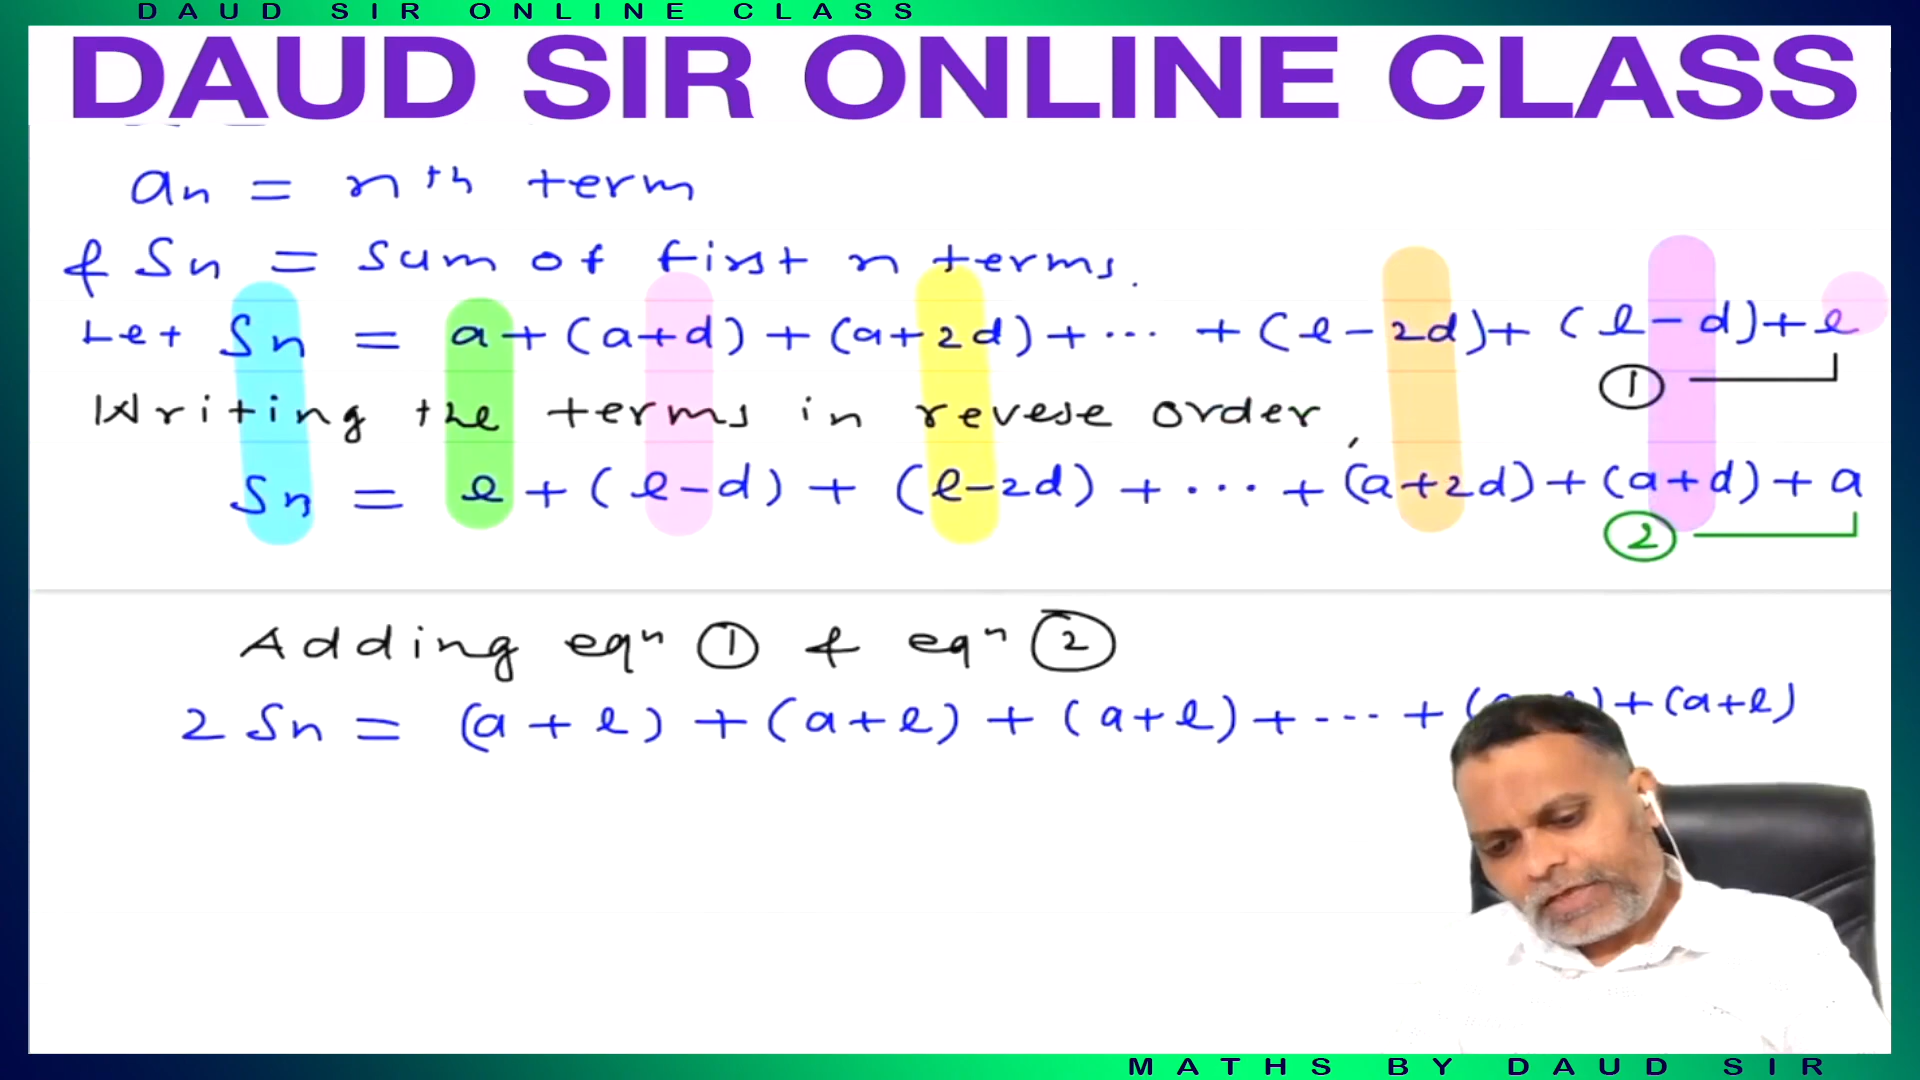 DAUD SIR ONLINE CLASS
DAUD SIR ONLINE CLASS
an = nth term
& Sn = sum of first n terms.
Let Sn = a + (a+d) + (a+2d) + ... + (l-2d) + (l-d) + l
①
Writing the terms in revese order,
Sn = l + (l-d) + (l-2d) + ... + (a+2d) + (a+d) + a
②
Adding eqn ① & eqn ②
2 Sn = (a+l) + (a+l) + (a+l) + --- + ( ) + (a+l)
MATHS BY DAUD SIR